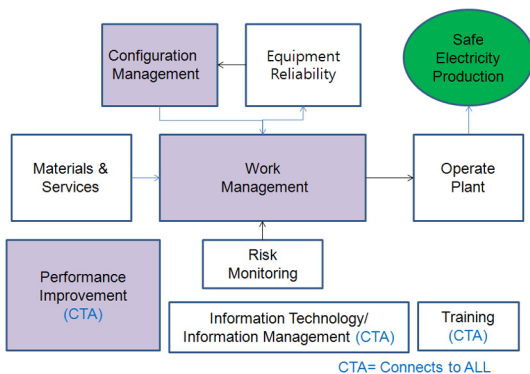 Safe
Electricity
Production
Configuration
Management
Equipment
Reliability
Materials &
Services
Work
Management
Operate
Plant
Risk
Monitoring
Performance
Improvement
(CTA)
Information Technology/
Information Management (CTA)
Training
(CTA)
CTA= Connects to ALL